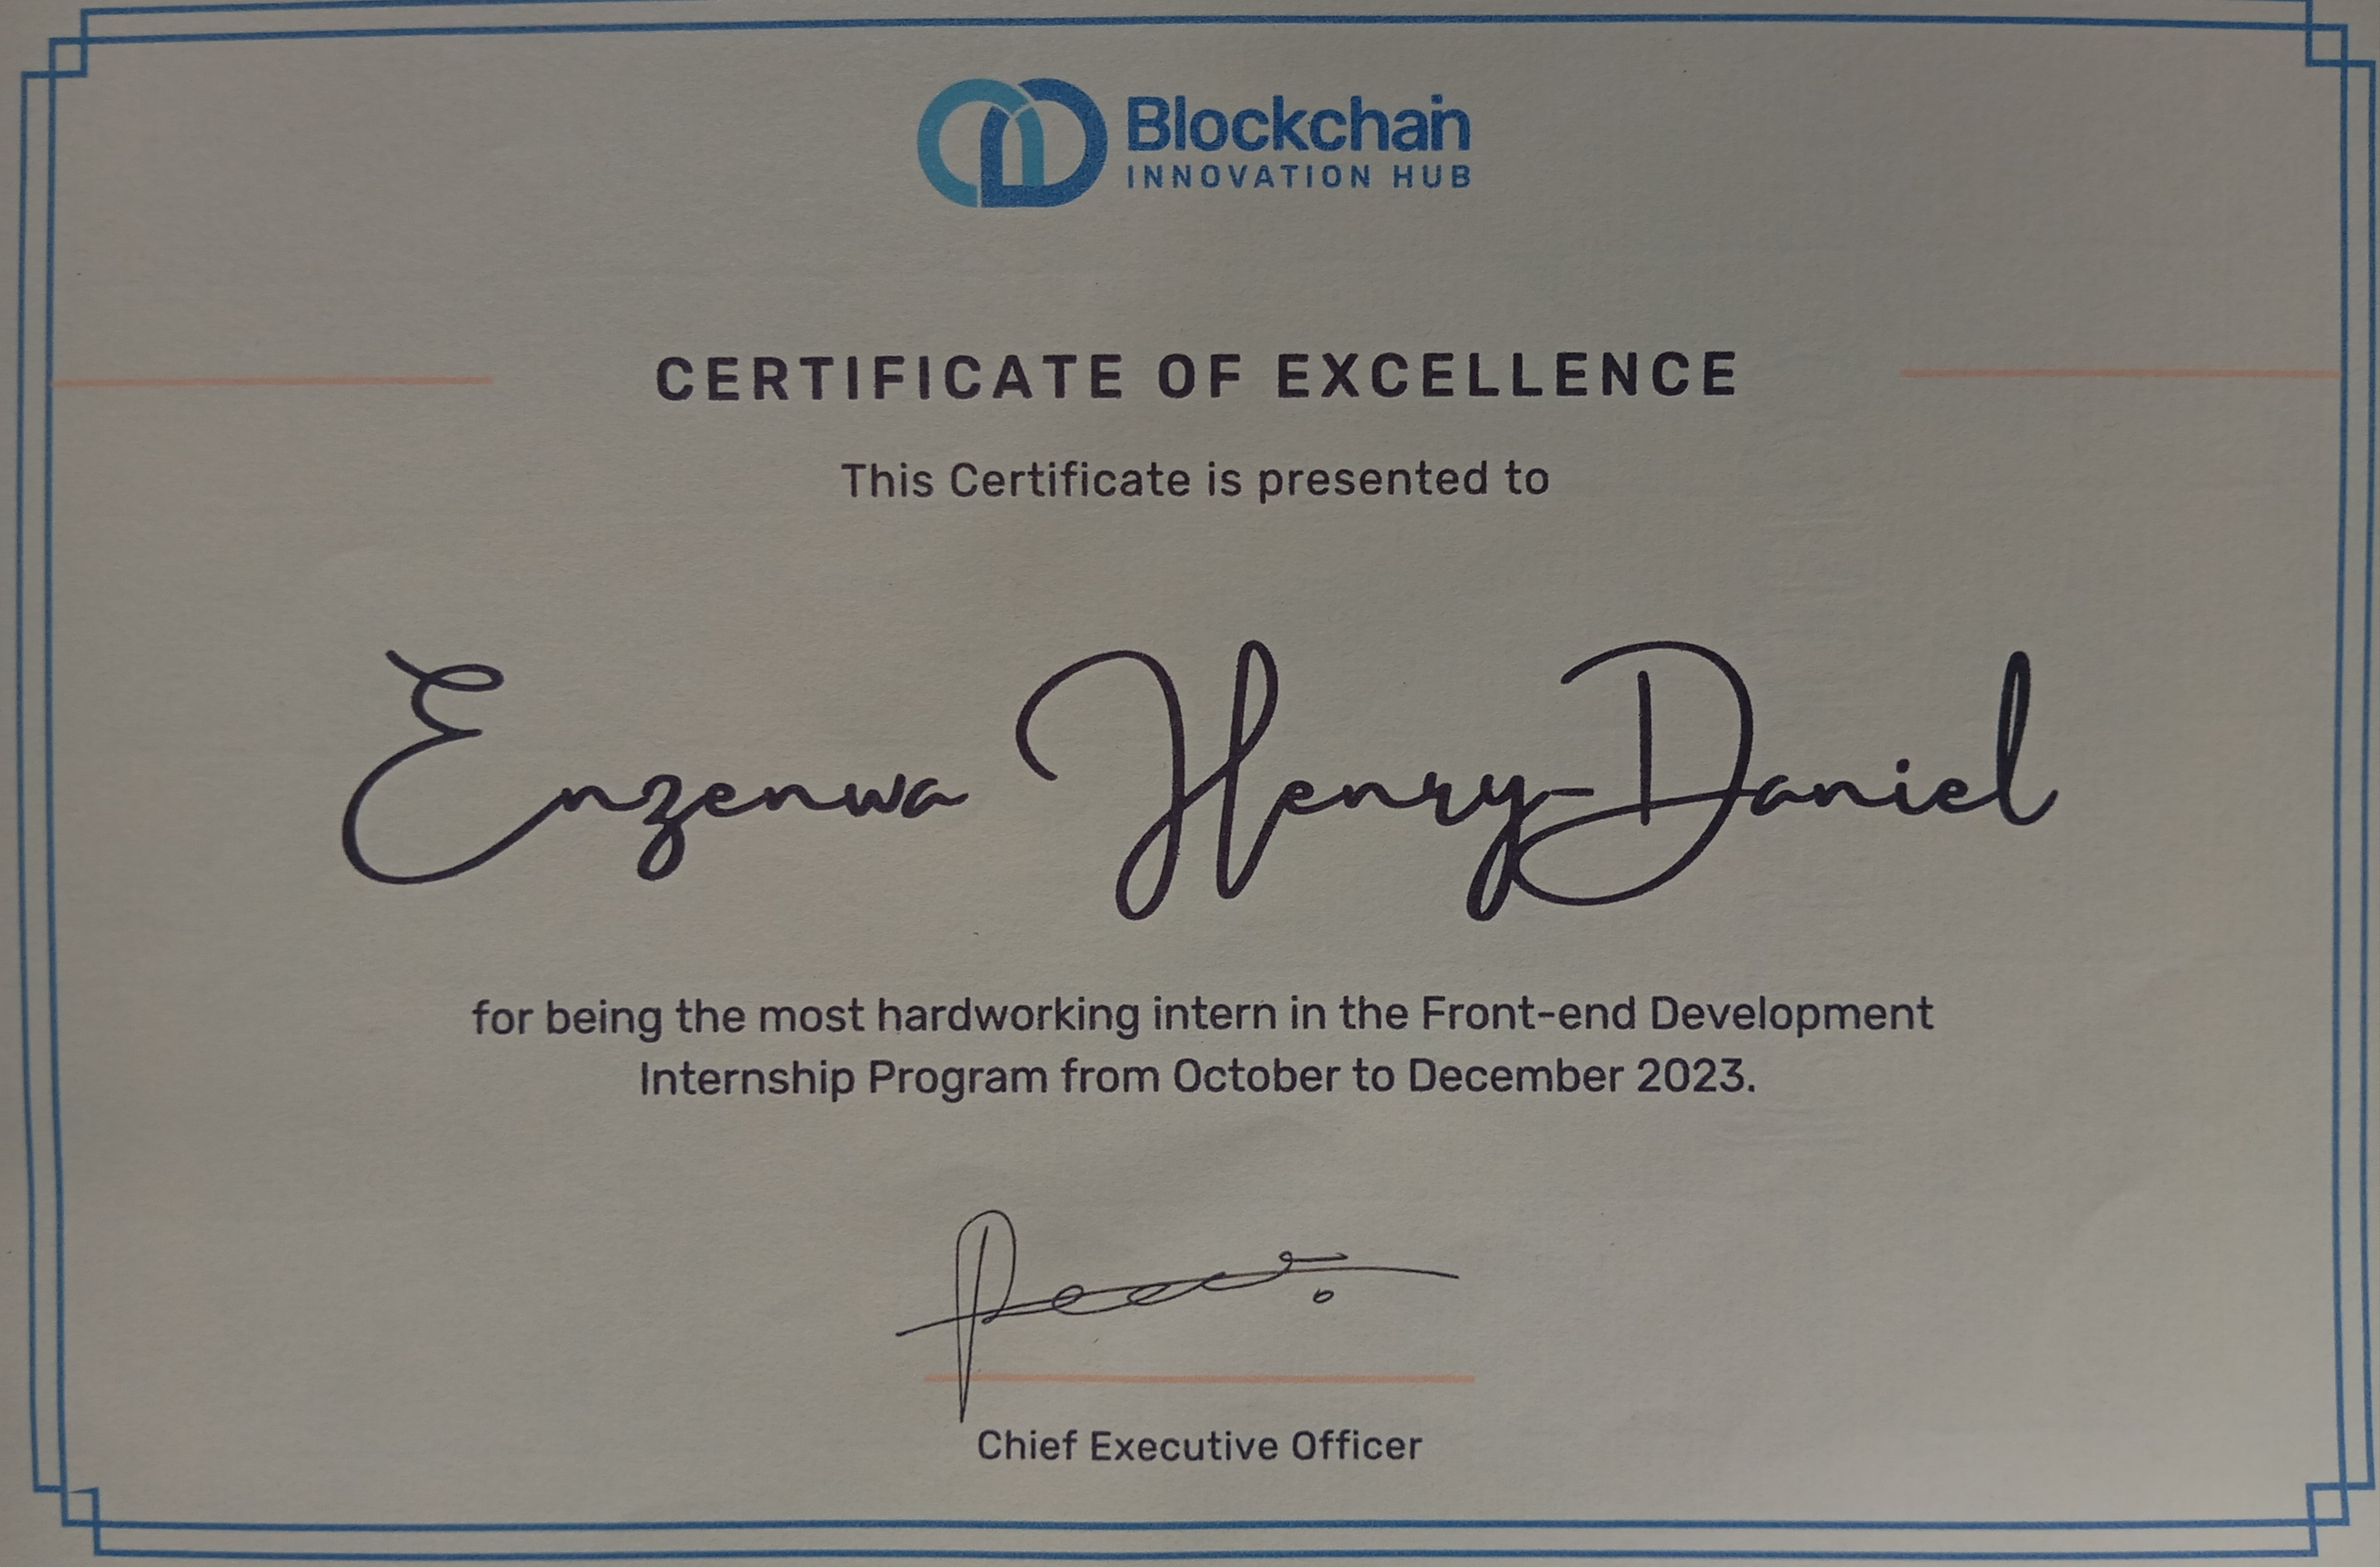 Blockchain
INNOVATION HUB
CERTIFICATE OF EXCELLENCE
This Certificate is presented to
Enzenwa Henry-Daniel
for being the most hardworking intern in the Front-end Development
Internship Program from October to December 2023.
Chief Executive Officer